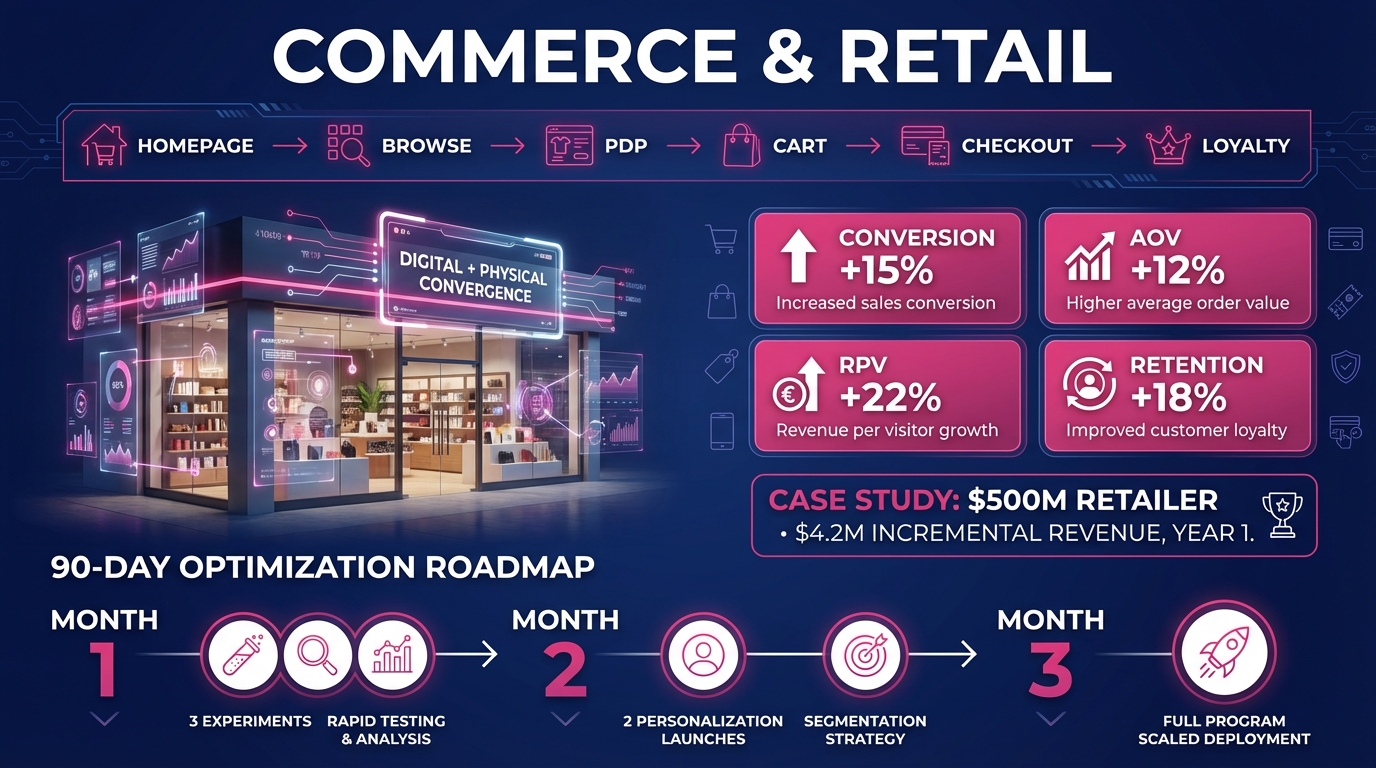 COMMERCE & RETAIL
HOMEPAGE
BROWSE
PDP
CART
CHECKOUT
LOYALTY
DIGITAL + PHYSICAL
CONVERGENCE
68%
CONVERSION
+15%
Increased sales conversion
AOV
+12%
Higher average order value
RPV
+22%
€
Revenue per visitor growth
RETENTION
+18%
Improved customer loyalty
CASE STUDY: $500M RETAILER
• $4.2M INCREMENTAL REVENUE, YEAR 1.
90-DAY OPTIMIZATION ROADMAP
MONTH
1
3 EXPERIMENTS
RAPID TESTING
& ANALYSIS
MONTH
2
2 PERSONALIZATION
LAUNCHES
SEGMENTATION
STRATEGY
MONTH
3
FULL PROGRAM
SCALED DEPLOYMENT